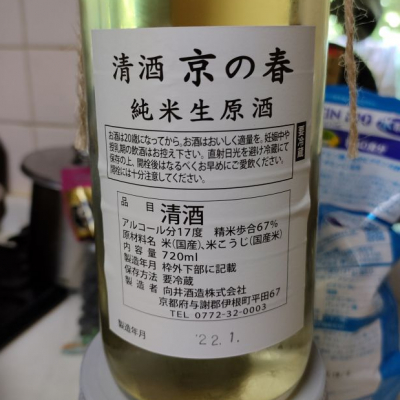 清酒 京の春
純米生原酒
要冷蔵
お酒は20歳になってから。お酒はおいしく適量を。妊娠中や
授乳期の飲酒はお控え下さい。直射日光を避け冷蔵にて
保存の上、開栓後はなるべくお早めにご愛飲ください。
開栓には十分注意してください。
品目 清酒
アルコール分17度 精米歩合67%
原材料名 米(国産)、米こうじ(国産米)
内容量 720ml
製造年月 枠外下部に記載
保存方法 要冷蔵
製造者 向井酒造株式会社
京都府与謝郡伊根町平田67
TEL 0772-32-0003
製造年月 '22.1.